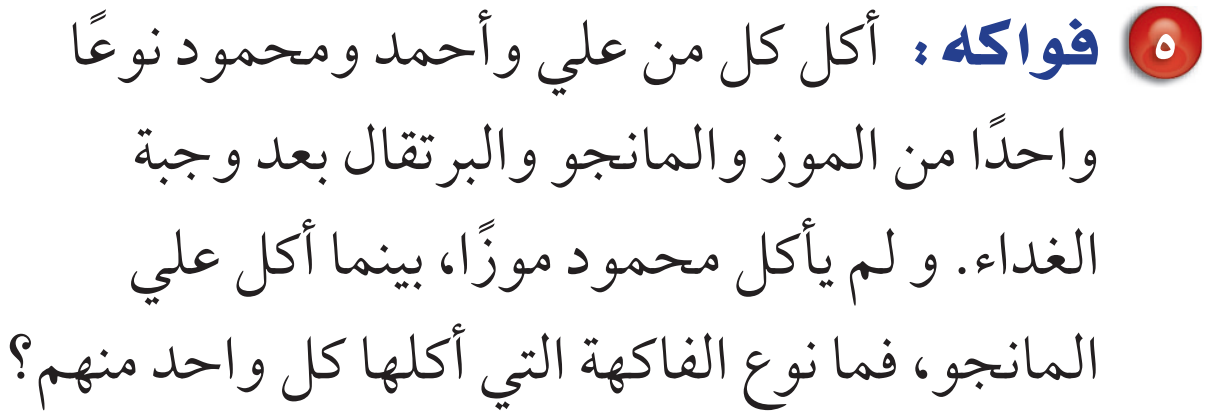 ٥ فواكه : أكل كل من علي وأحمد ومحمود نوعًا
واحدًا من الموز والمانجو والبرتقال بعد وجبة
الغداء. ولم يأكل محمود موزًا، بينما أكل علي
المانجو، فما نوع الفاكهة التي أكلها كل واحد منهم؟